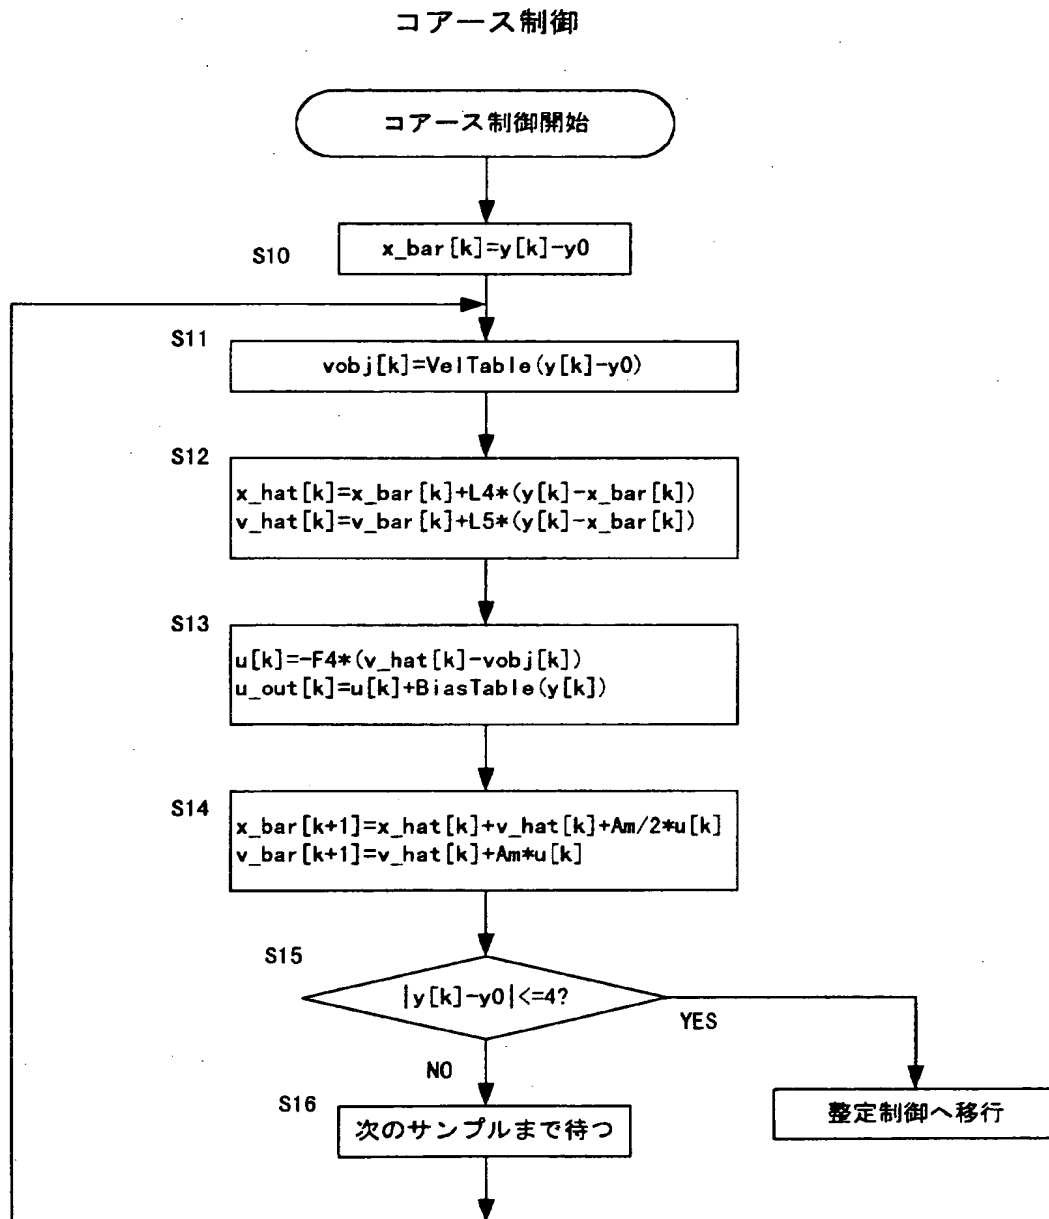 コアース制御
コアース制御開始
S10
x_bar[k]=y[k]-y0
S11
vobj[k]=VelTable(y[k]-y0)
S12
x_hat[k]=x_bar[k]+L4*(y[k]-x_bar[k])
v_hat[k]=v_bar[k]+L5*(y[k]-x_bar[k])
S13
u[k]=-F4*(v_hat[k]-vobj[k])
u_out[k]=u[k]+BiasTable(y[k])
S14
x_bar[k+1]=x_hat[k]+v_hat[k]+Am/2*u[k]
v_bar[k+1]=v_hat[k]+Am*u[k]
S15
|y[k]-y0|<=4?
YES
NO
S16
次のサンプルまで待つ
整定制御へ移行